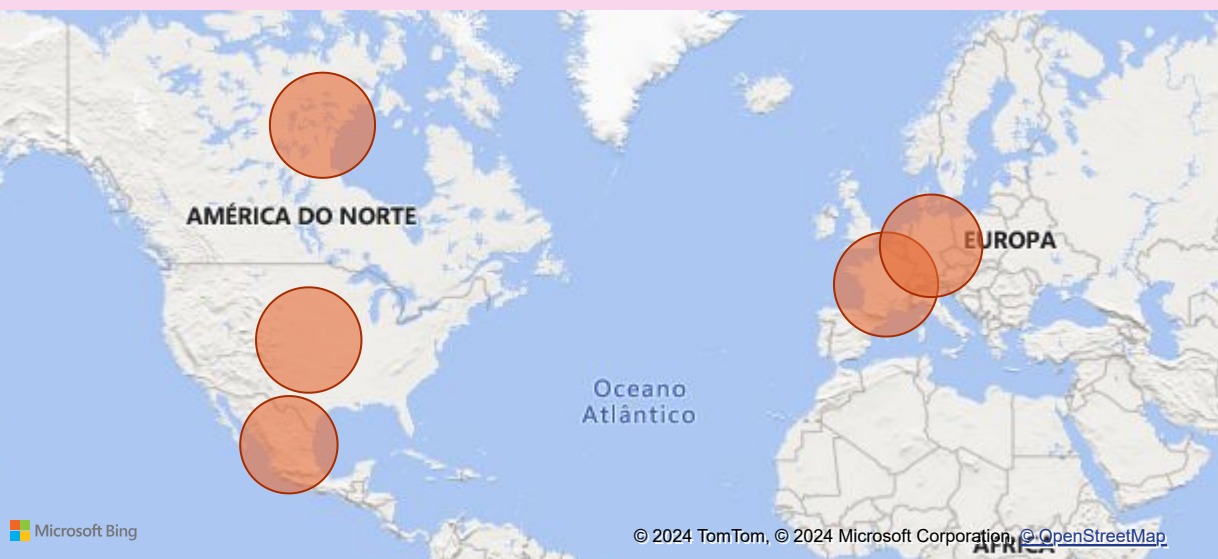 AMÉRICA DO NORTE
EUROPA
Oceano
Atlântico
Microsoft Bing
© 2024 TomTom, © 2024 Microsoft Corporation, © OpenStreetMap
ÁFRICA